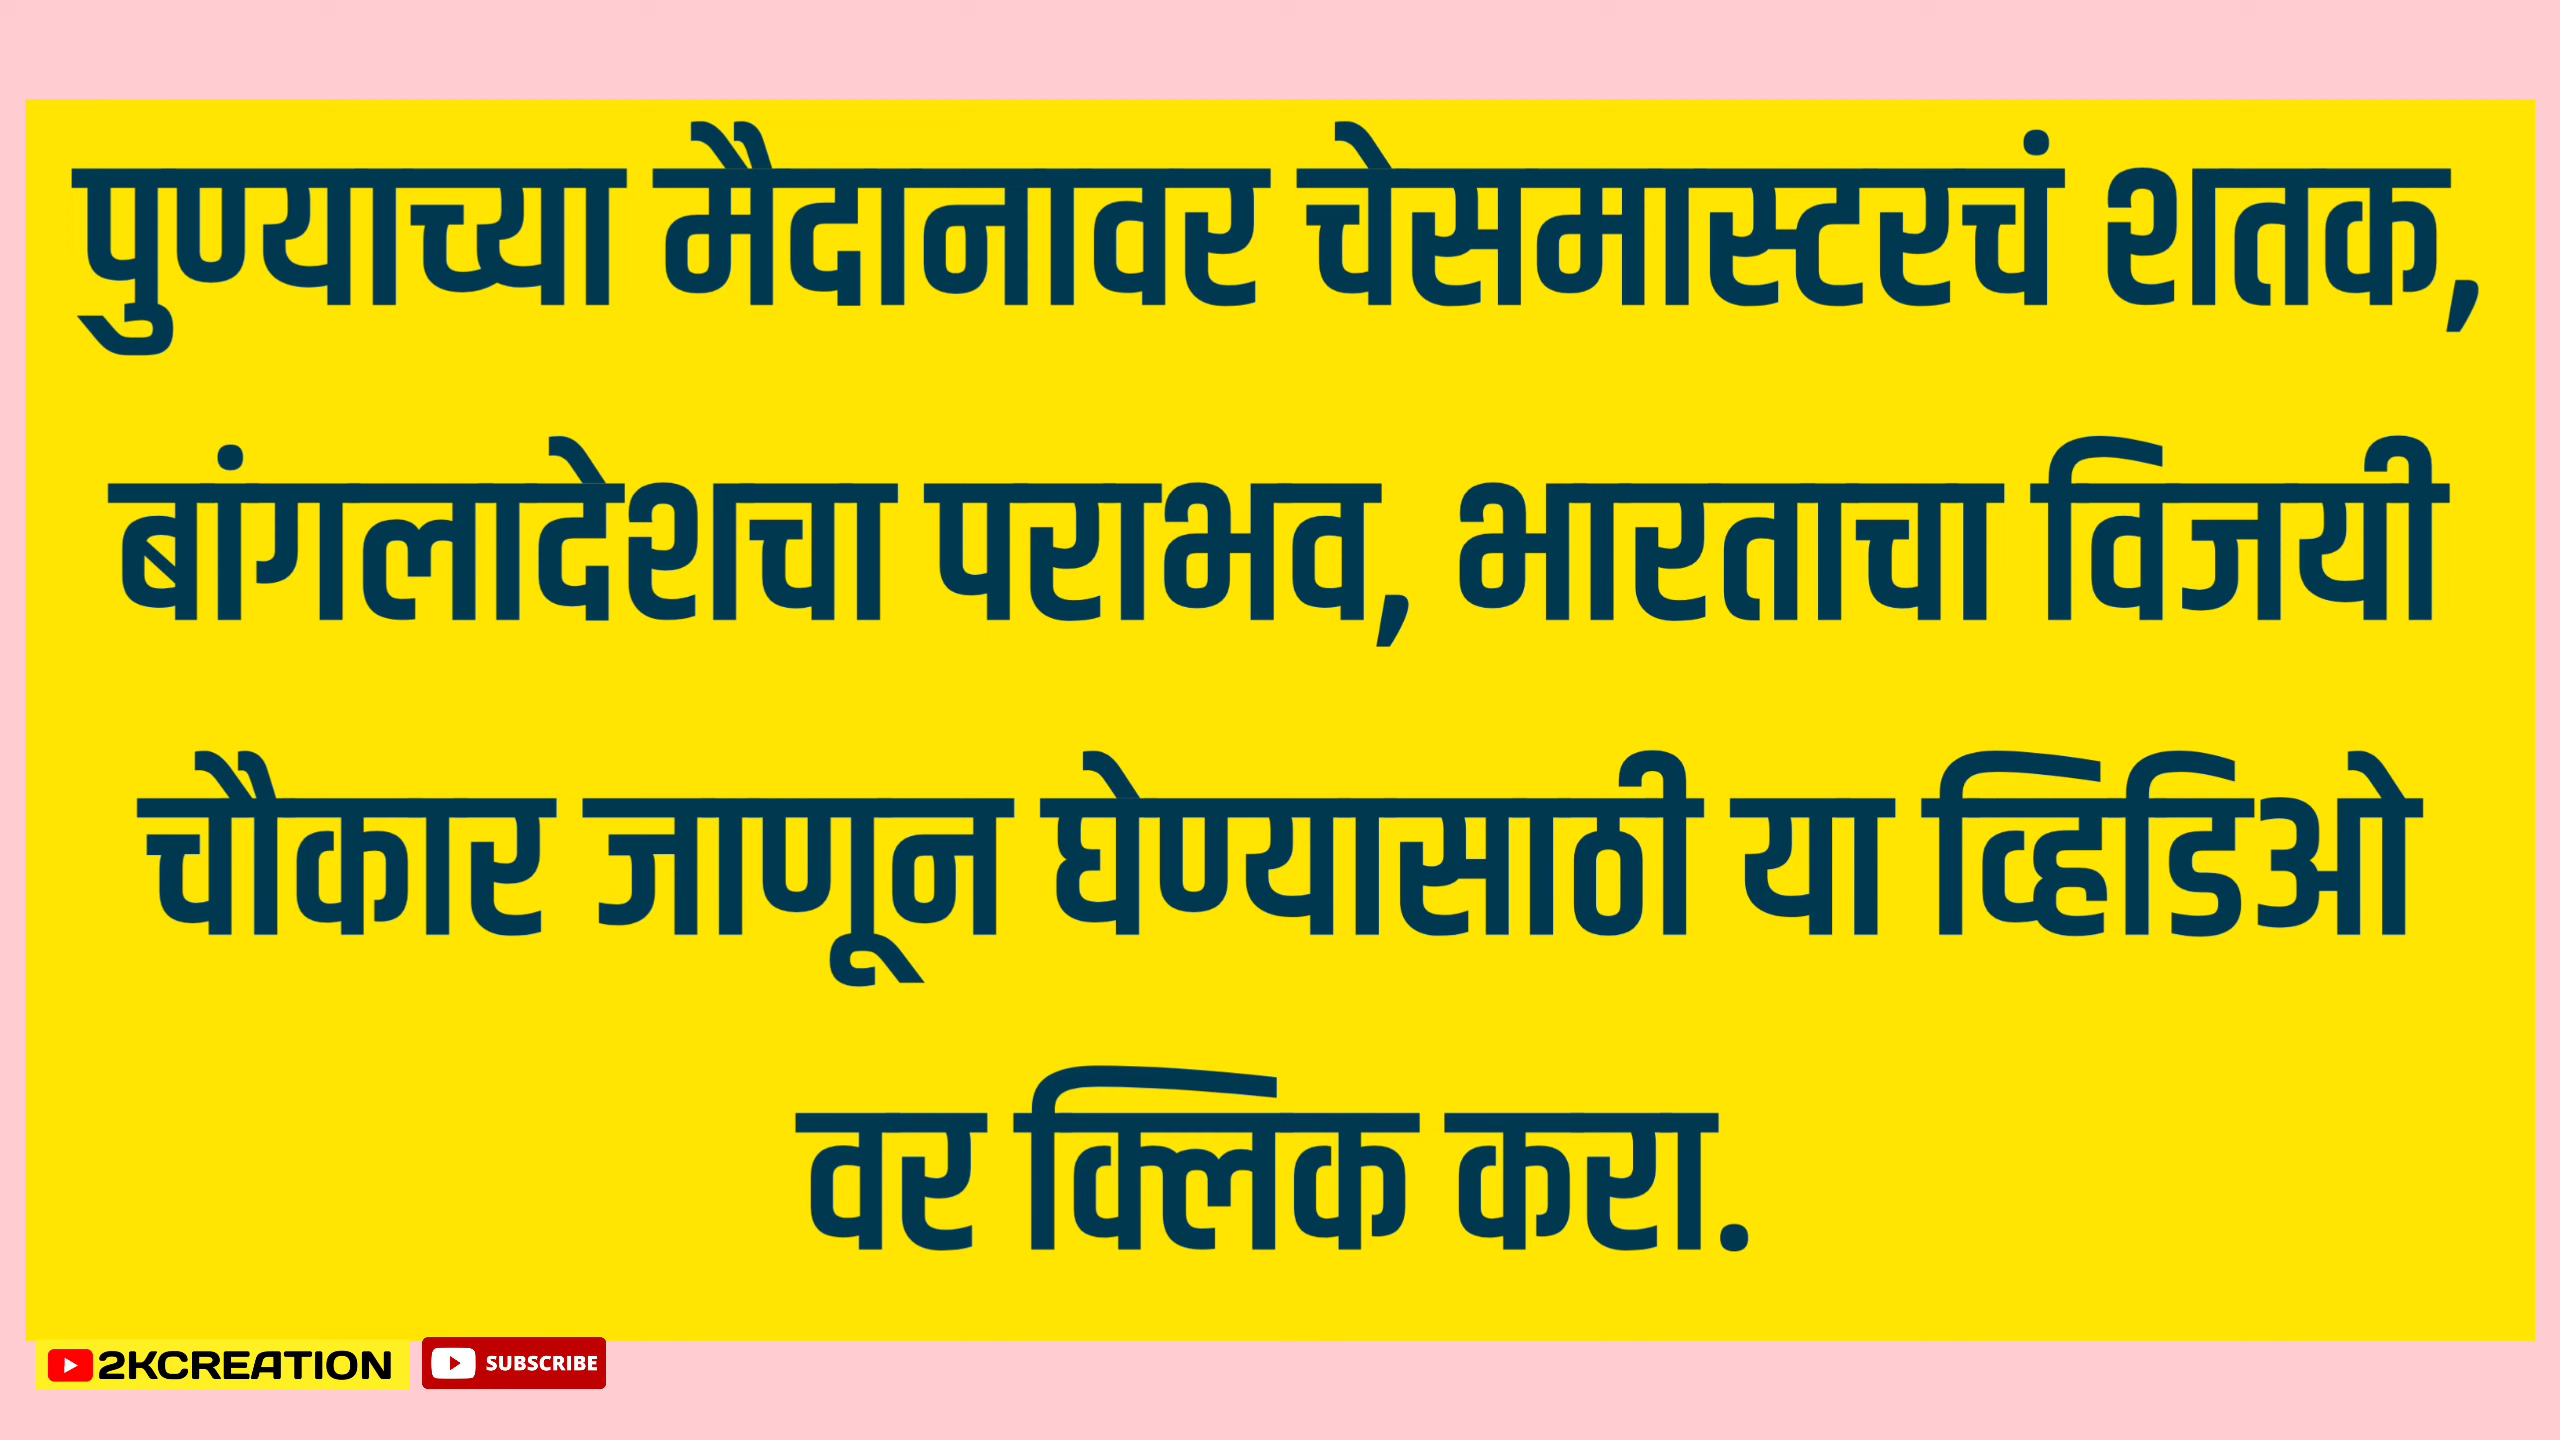 पुण्याच्या मैदानावर चेसमास्टरचं शतक,
बांगलादेशचा पराभव, भारताचा विजयी
चौकार जाणून घेण्यासाठी या व्हिडिओ
वर क्लिक करा.
2KCREATION SUBSCRIBE